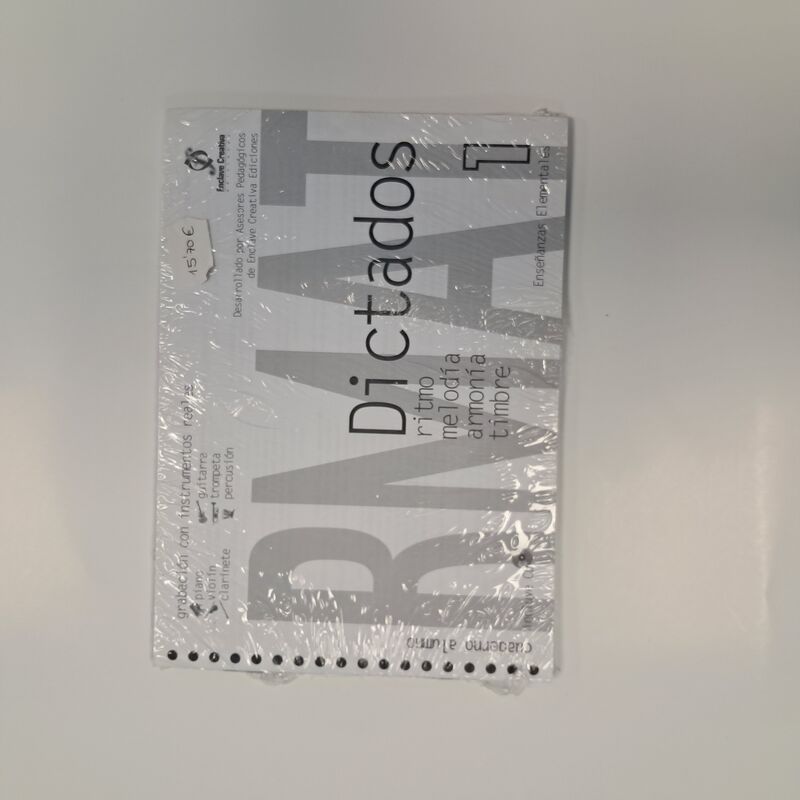 grabación con instrumentos reales
piano
violín
clarinete
guitarra
trompeta
percusión
15'70 €
Enclave Creativa
Desarrollado por Asesores Pedagógicos
de Enclave Creativa Ediciones
RMAT
Dictados 1
ritmo
melodía
armonía
timbre
Enseñanzas Elementales
cuaderno alumno